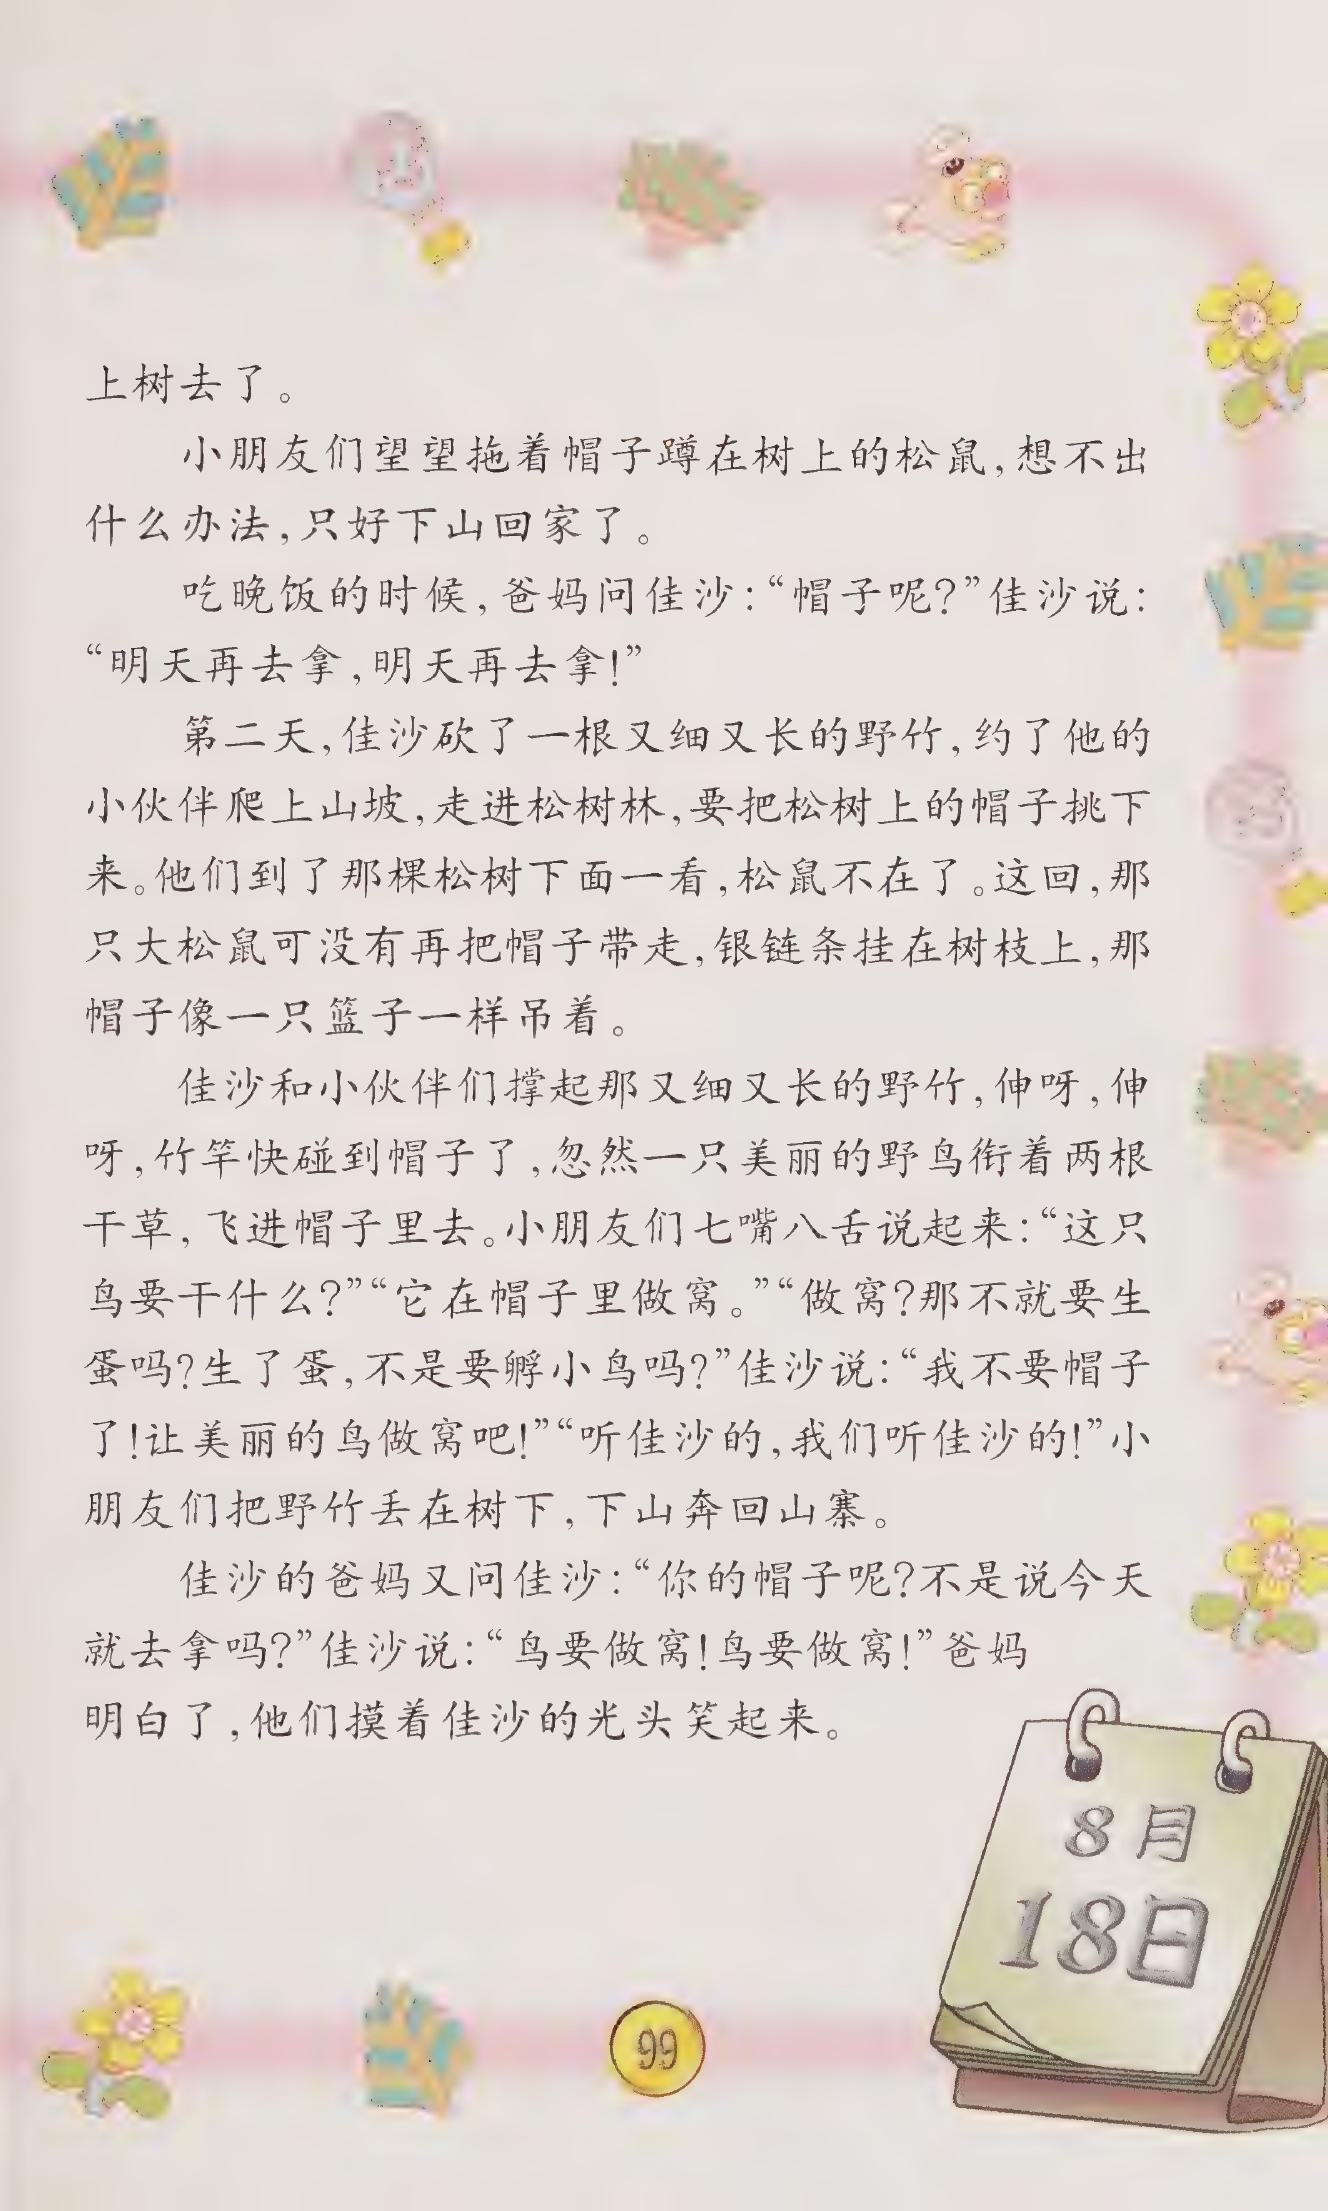 上树去了。
小朋友们望望拖着帽子蹲在树上的松鼠,想不出
什么办法,只好下山回家了。
吃晚饭的时候,爸妈问佳沙:“帽子呢?”佳沙说:
“明天再去拿,明天再去拿!”
第二天,佳沙砍了一根又细又长的野竹,约了他的
小伙伴爬上山坡,走进松树林,要把松树上的帽子挑下
来。他们到了那棵松树下面一看,松鼠不在了。这回,那
只大松鼠可没有再把帽子带走,银链条挂在树枝上,那
帽子像一只篮子一样吊着。
佳沙和小伙伴们撑起那又细又长的野竹,伸呀,伸
呀,竹竿快碰到帽子了,忽然一只美丽的野鸟衔着两根
干草,飞进帽子里去。小朋友们七嘴八舌说起来:“这只
鸟要干什么?”“它在帽子里做窝。”“做窝?那不就要生
蛋吗?生了蛋,不是要孵小鸟吗?”佳沙说:“我不要帽子
了!让美丽的鸟做窝吧!”“听佳沙的,我们听佳沙的!”小
朋友们把野竹丢在树下,下山奔回山寨。
佳沙的爸妈又问佳沙:“你的帽子呢?不是说今天
就去拿吗?”佳沙说:“鸟要做窝!鸟要做窝!”爸妈
明白了,他们摸着佳沙的光头笑起来。
8月
18日
99